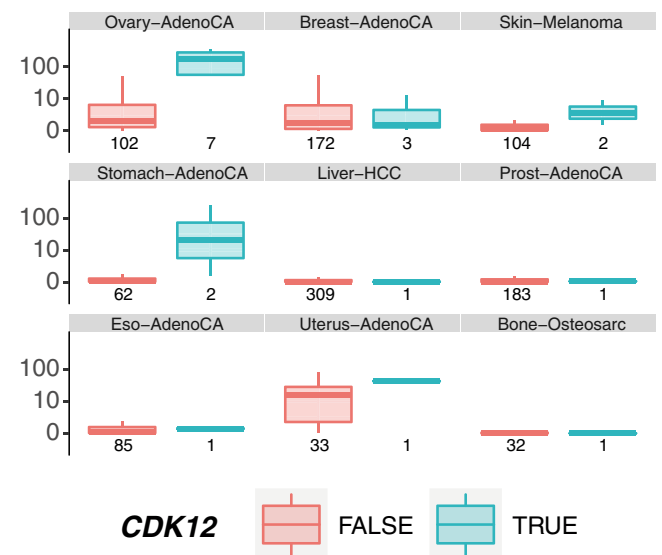 Ovary−AdenoCA Breast−AdenoCA Skin−Melanoma
100
10
0
102 7 172 3 104 2
Stomach−AdenoCA Liver−HCC Prost−AdenoCA
100
10
0
62 2 309 1 183 1
Eso−AdenoCA Uterus−AdenoCA Bone−Osteosarc
100
10
0
85 1 33 1 32 1
CDK12 FALSE TRUE